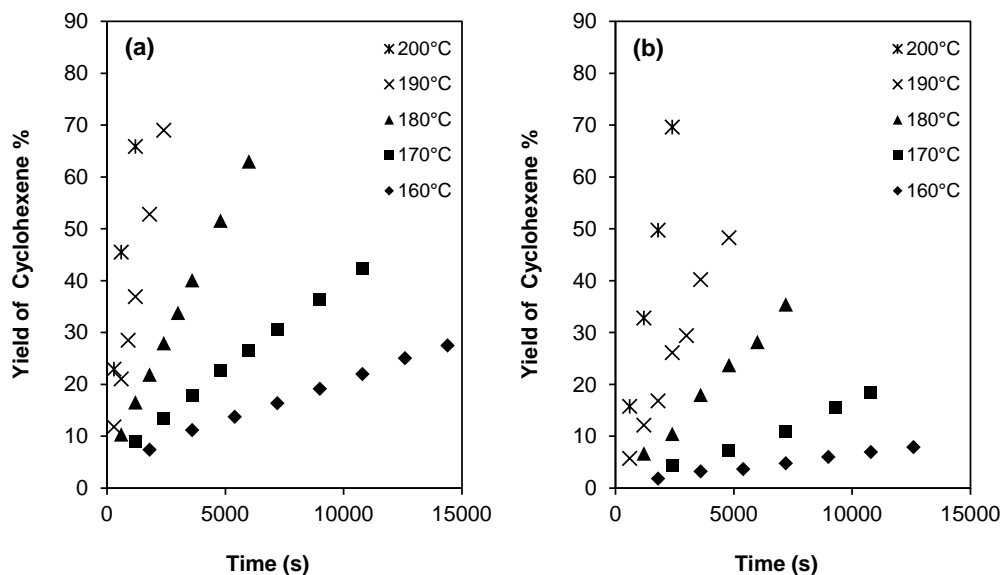 (a)
Yield of Cyclohexene %
90
80
70
60
50
40
30
20
10
0
200°C
190°C
180°C
170°C
160°C
0 5000 10000 15000
Time (s)
(b)
Yield of Cyclohexene %
90
80
70
60
50
40
30
20
10
0
200°C
190°C
180°C
170°C
160°C
0 5000 10000 15000
Time (s)